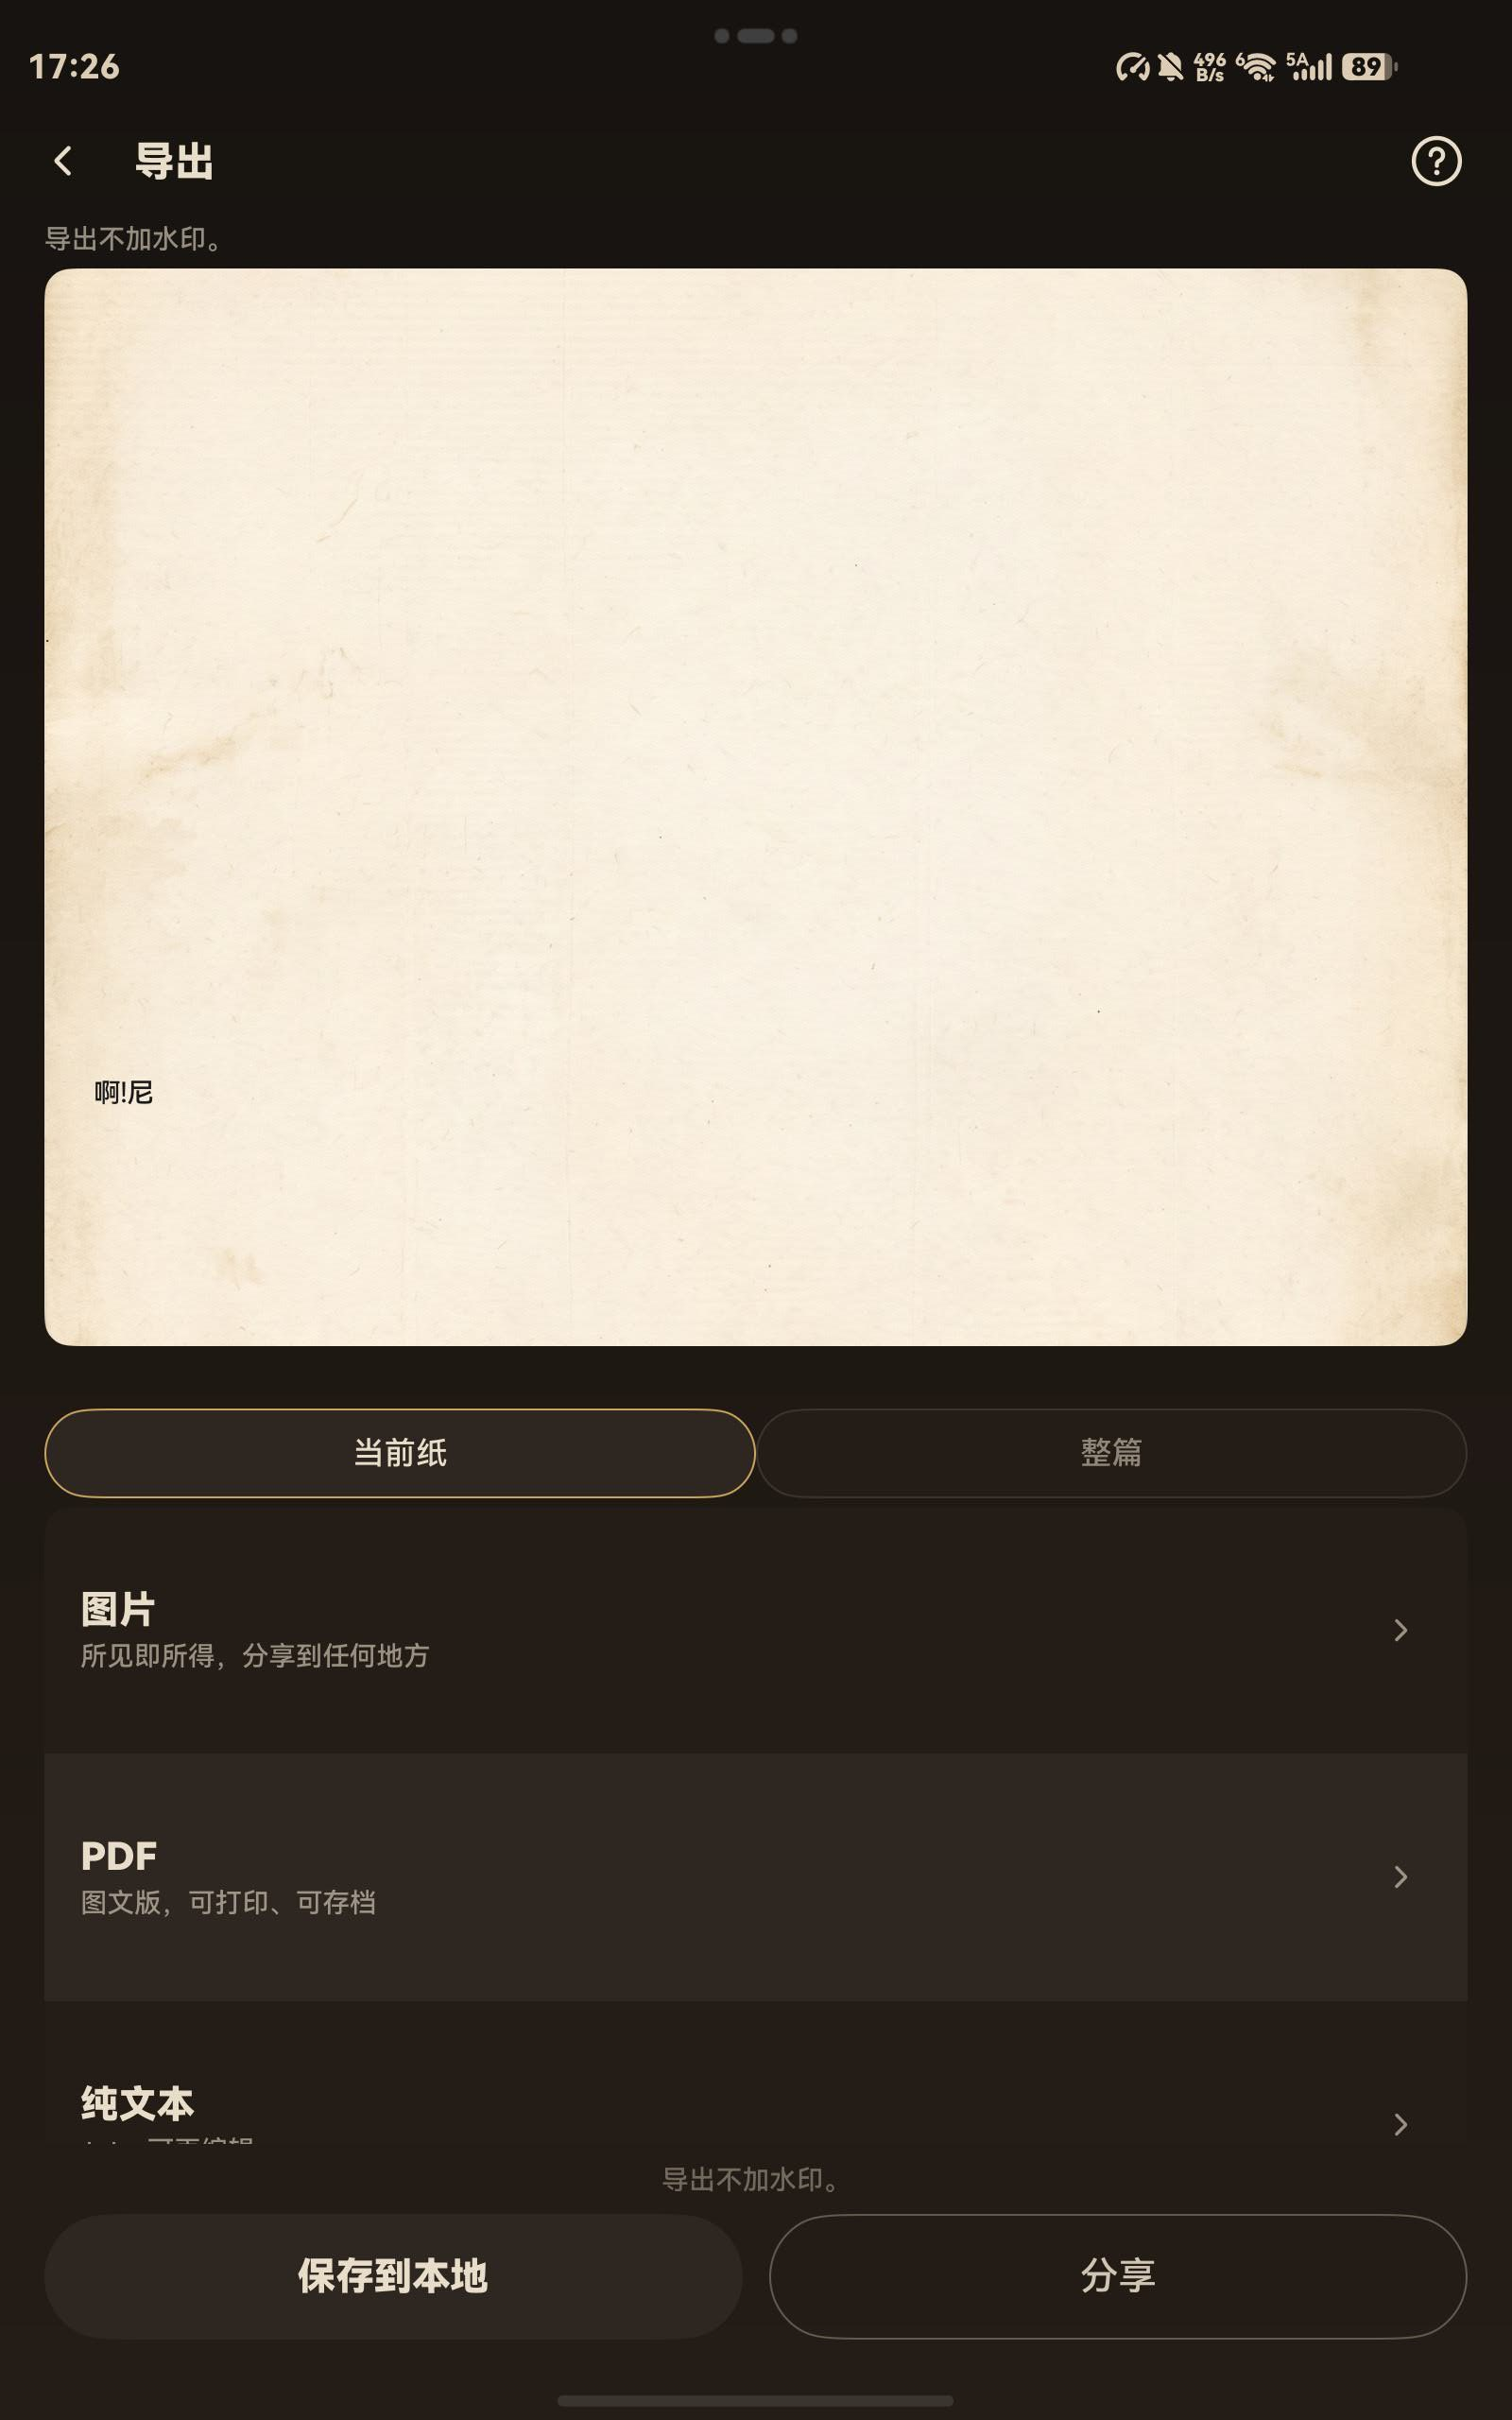 17:26
496 B/s 6 5A 89
导出
导出不加水印。
啊!尼
当前纸
整篇
图片
所见即所得，分享到任何地方
PDF
图文版，可打印、可存档
纯文本
导出不加水印。
保存到本地
分享